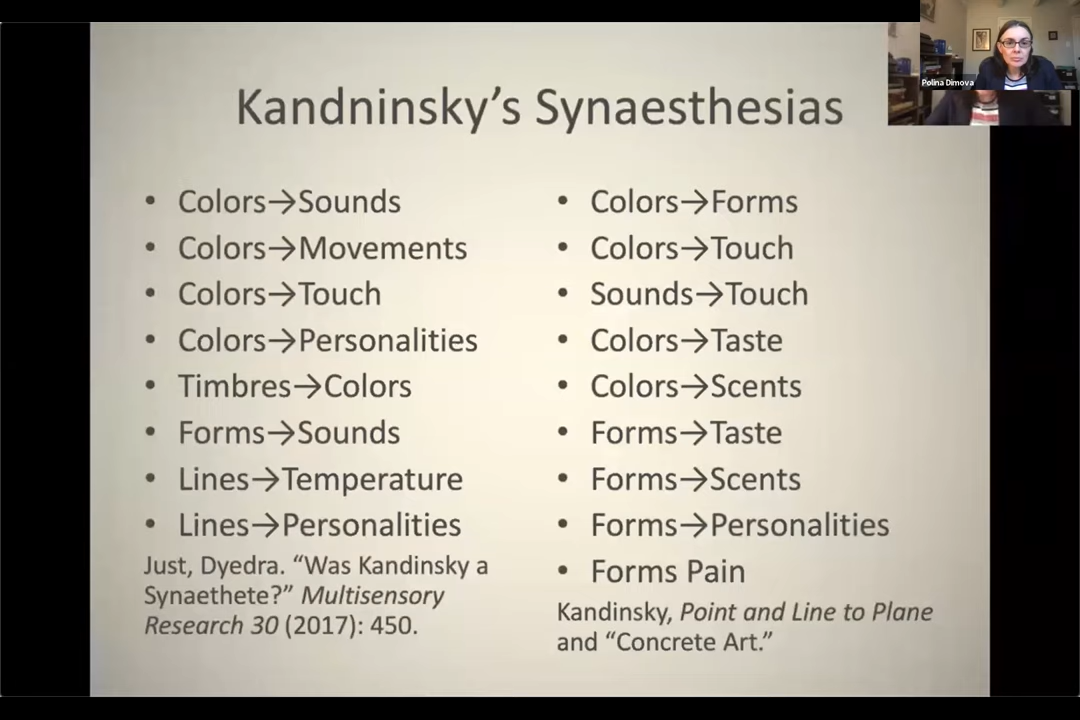 Kandninsky's Synaesthesias
• Colors→Sounds
• Colors→Movements
• Colors→Touch
• Colors→Personalities
• Timbres→Colors
• Forms→Sounds
• Lines→Temperature
• Lines→Personalities
Just, Dyedra. “Was Kandinsky a
Synaethete?” Multisensory
Research 30 (2017): 450.
• Colors→Forms
• Colors→Touch
• Sounds→Touch
• Colors→Taste
• Colors→Scents
• Forms→Taste
• Forms→Scents
• Forms→Personalities
• Forms Pain
Kandinsky, Point and Line to Plane
and “Concrete Art.”
Polina Dimova